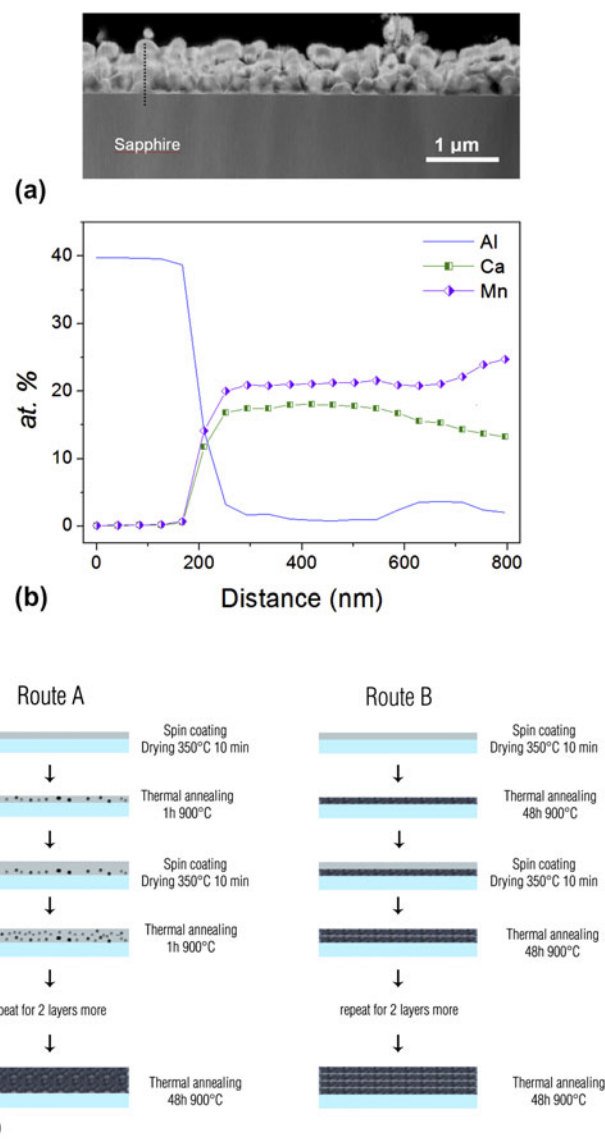 Sapphire
1 μm
(a)
40
30
20
10
0
at. %
Al
Ca
Mn
0 200 400 600 800
Distance (nm)
(b)
Route A
Spin coating
Drying 350°C 10 min
Thermal annealing
1h 900°C
Spin coating
Drying 350°C 10 min
Thermal annealing
1h 900°C
peat for 2 layers more
Thermal annealing
48h 900°C
Route B
Spin coating
Drying 350°C 10 min
Thermal annealing
48h 900°C
Spin coating
Drying 350°C 10 min
Thermal annealing
48h 900°C
repeat for 2 layers more
Thermal annealing
48h 900°C
)